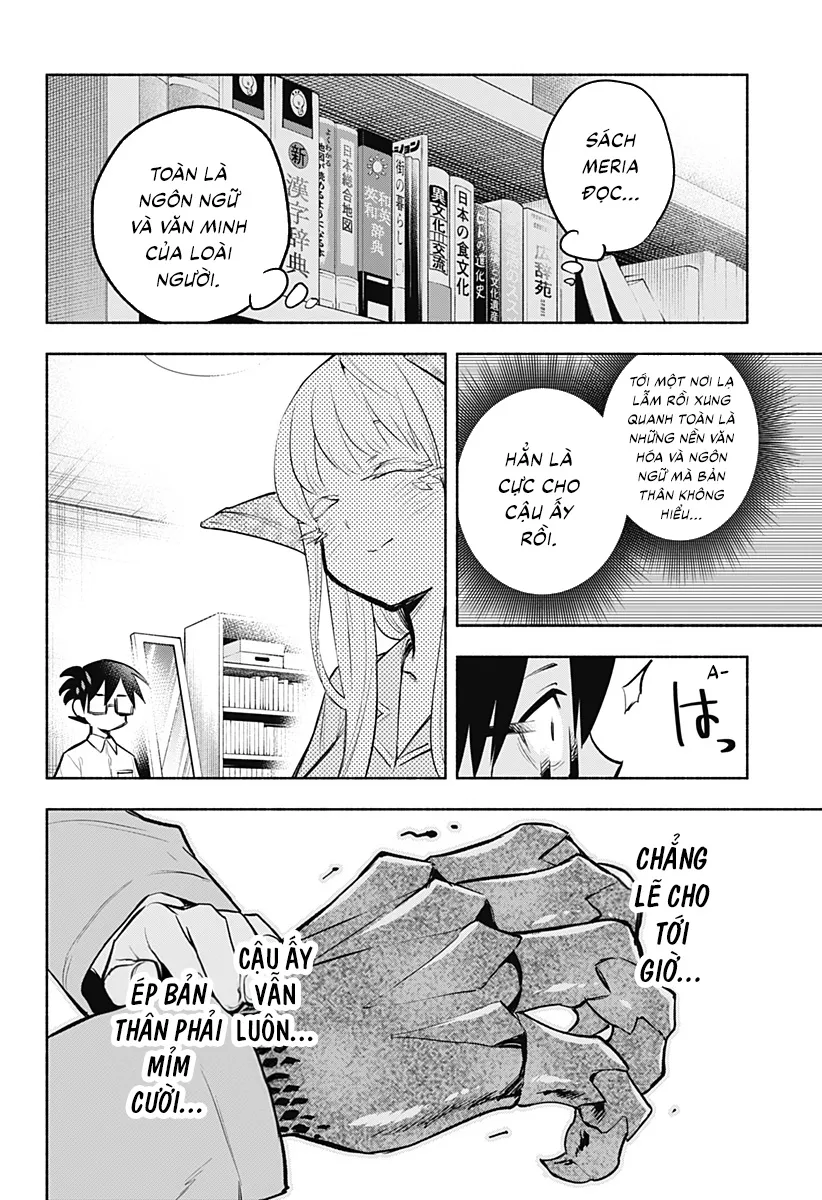 SÁCH
MERIA
ĐỌC...
TOÀN LÀ
NGÔN NGỮ
VÀ VĂN MINH
CỦA LOÀI
NGƯỜI.
広辞苑
日本の食文化
異文化交流
街の暮らし
和英
英和
辞典
日本総合地図
よくわかる
新
漢字辞典
TỚI MỘT NƠI LẠ
LẪM RỒI XUNG
QUANH TOÀN LÀ
NHỮNG NỀN VĂN
HÓA VÀ NGÔN
NGỮ MÀ BẢN
THÂN KHÔNG
HIỂU...
HẲN LÀ
CỰC CHO
CẬU ẤY
RỒI.
A-
はっ
CHẲNG
LẼ CHO
TỚI
GIỜ...
CẬU ẤY
VẪN
LUÔN...
ÉP BẢN
THÂN PHẢI
MỈM
CƯỜI...